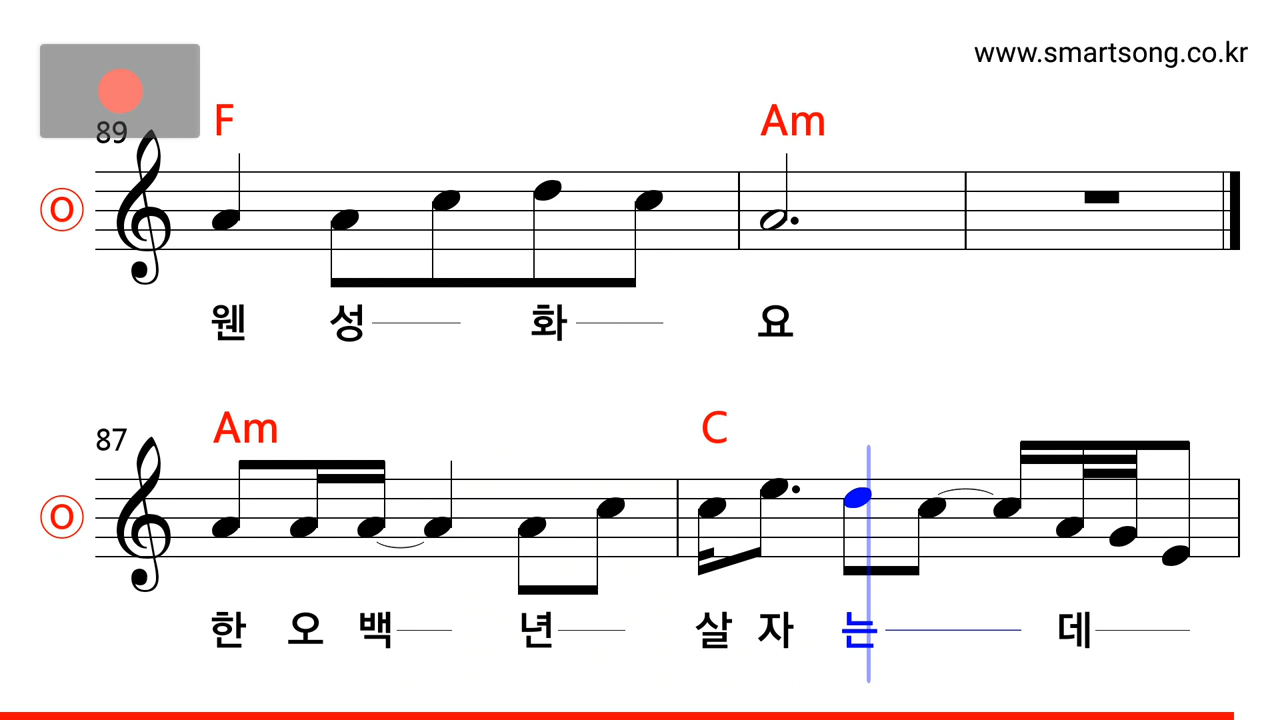 www.smartsong.co.kr
89 F Am
O
웬 성 화 요
87 Am C
O
한 오 백 년 살 자 는 데